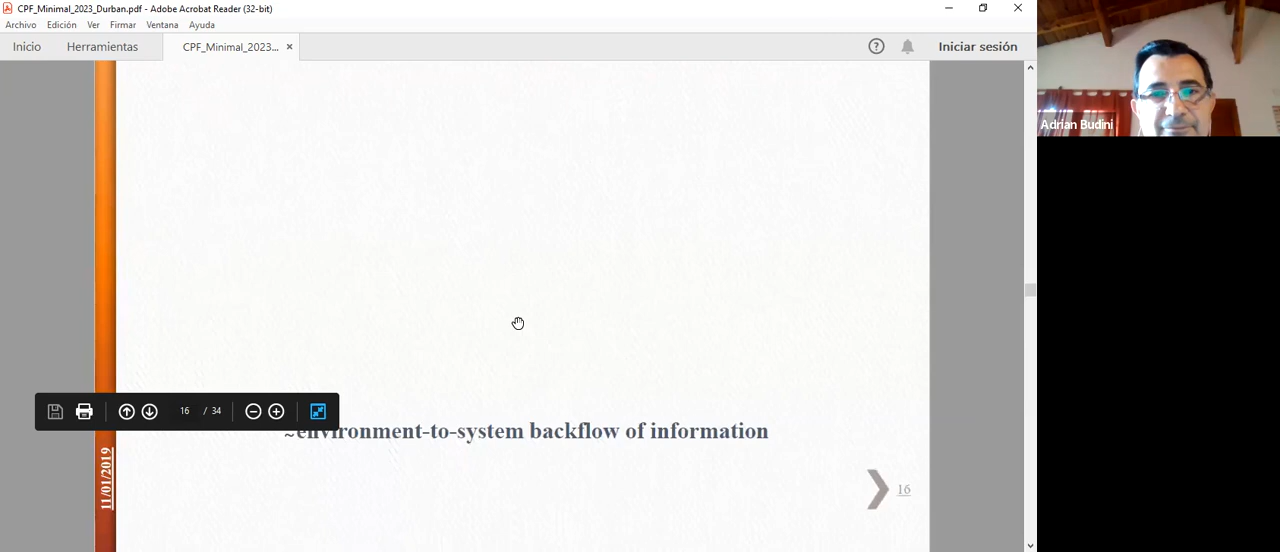 CPF_Minimal_2023_Durban.pdf - Adobe Acrobat Reader (32-bit)
Archivo Edición Ver Firmar Ventana Ayuda
Inicio Herramientas CPF_Minimal_2023... × Iniciar sesión
Adrian Budini
16 / 34
~environment-to-system backflow of information
11/01/2019
16